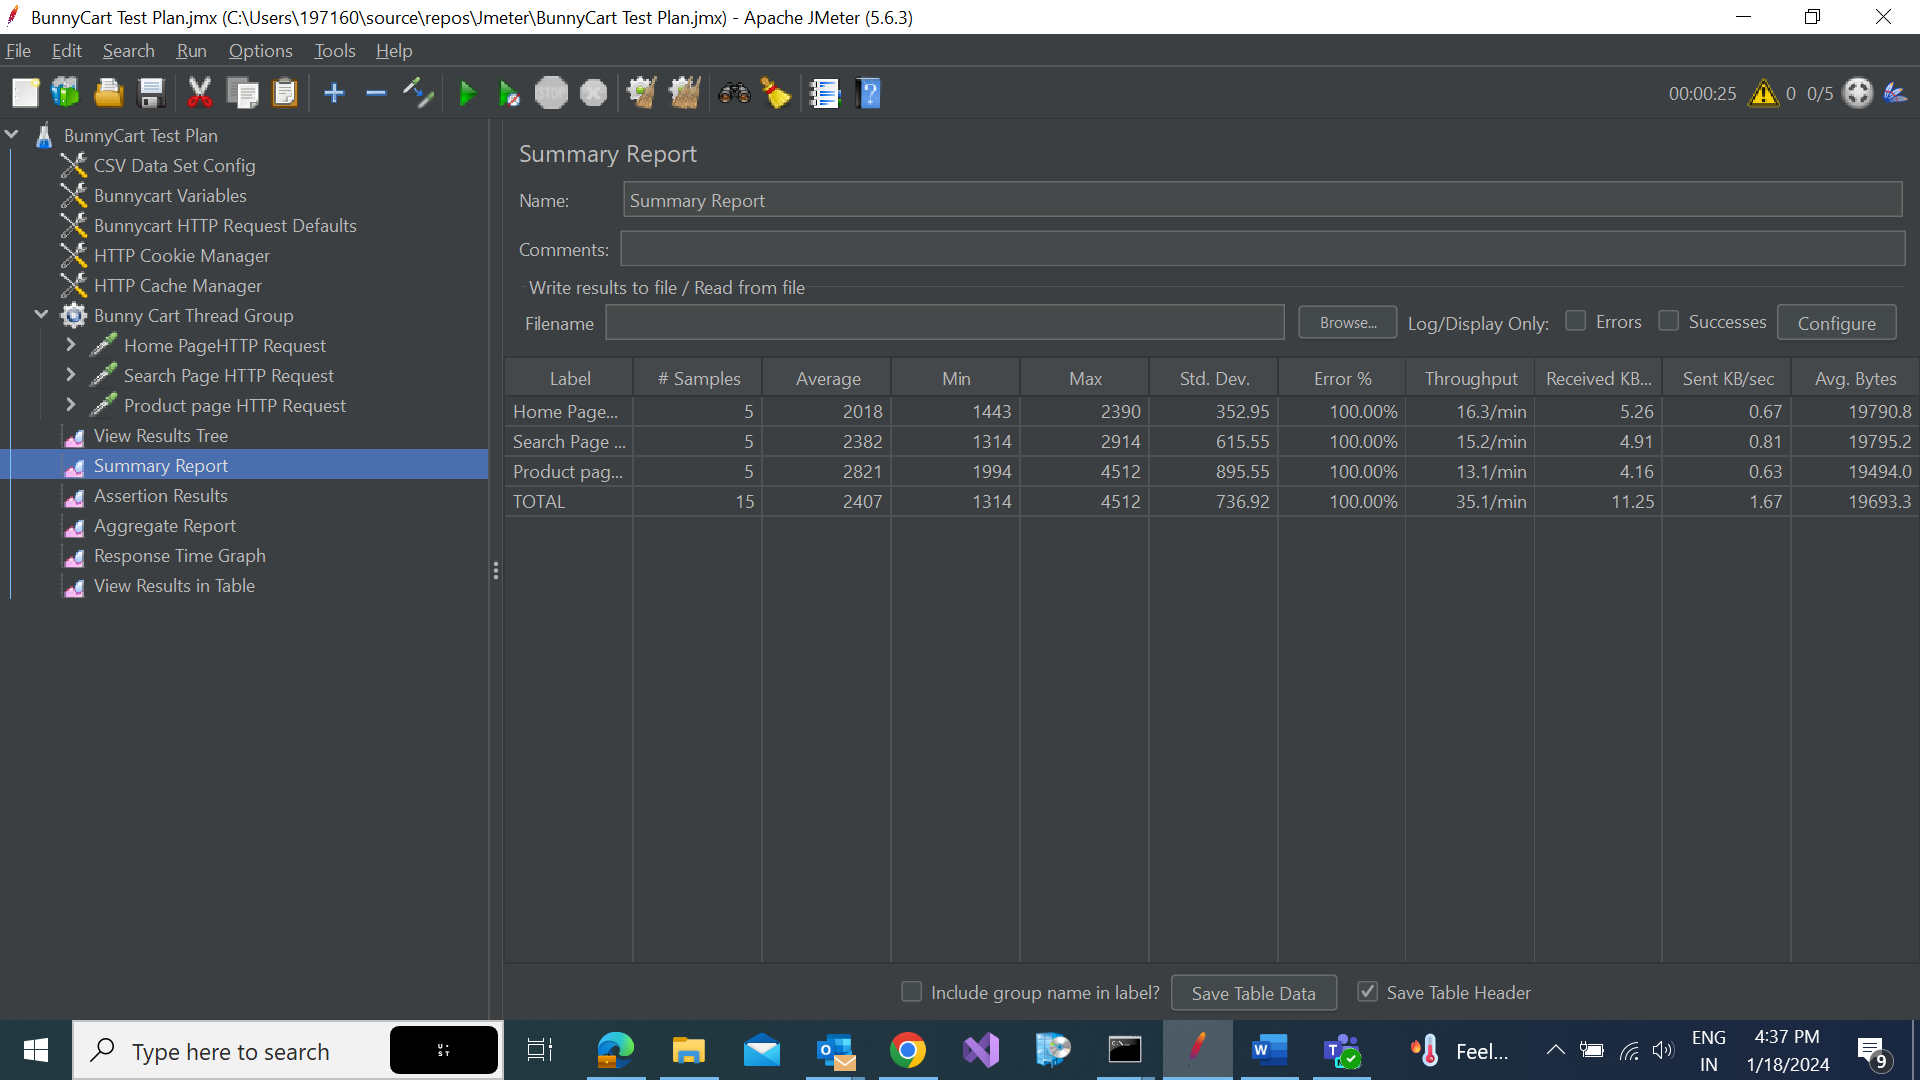 BunnyCart Test Plan.jmx (C:\Users\197160\source\repos\Jmeter\BunnyCart Test Plan.jmx) - Apache JMeter (5.6.3)
File Edit Search Run Options Tools Help
STOP 00:00:25 0 0/5
BunnyCart Test Plan
CSV Data Set Config
Bunnycart Variables
Bunnycart HTTP Request Defaults
HTTP Cookie Manager
HTTP Cache Manager
Bunny Cart Thread Group
Home PageHTTP Request
Search Page HTTP Request
Product page HTTP Request
View Results Tree
Summary Report
Assertion Results
Aggregate Report
Response Time Graph
View Results in Table
Summary Report
Name: Summary Report
Comments:
Write results to file / Read from file
Filename Browse... Log/Display Only: Errors Successes Configure
Label # Samples Average Min Max Std. Dev. Error % Throughput Received KB... Sent KB/sec Avg. Bytes
Home Page... 5 2018 1443 2390 352.95 100.00% 16.3/min 5.26 0.67 19790.8
Search Page ... 5 2382 1314 2914 615.55 100.00% 15.2/min 4.91 0.81 19795.2
Product pag... 5 2821 1994 4512 895.55 100.00% 13.1/min 4.16 0.63 19494.0
TOTAL 15 2407 1314 4512 736.92 100.00% 35.1/min 11.25 1.67 19693.3
Include group name in label? Save Table Data Save Table Header
Type here to search
U
ST
Feel...
ENG
IN
4:37 PM
1/18/2024
9